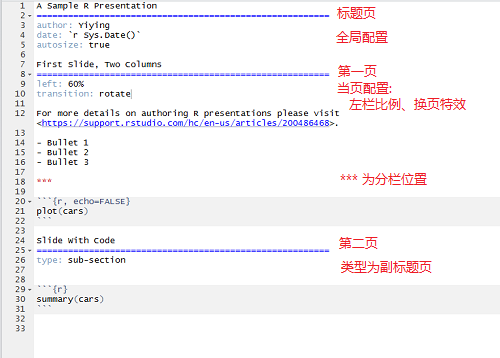 1 A Sample R Presentation
2 ======================================================== 标题页
3 author: Yiying
4 date: `r Sys.Date()` 全局配置
5 autosize: true
6
7 First Slide, Two Columns 第一页
8 ========================================================
9 left: 60% 当页配置:
10 transition: rotate 左栏比例、换页特效
11
12 For more details on authoring R presentations please visit
<https://support.rstudio.com/hc/en-us/articles/200486468>.
13
14 - Bullet 1
15 - Bullet 2
16 - Bullet 3
17
18 *** *** 为分栏位置
19
20 ```{r, echo=FALSE}
21 plot(cars)
22 ```
23
24 Slide With Code 第二页
25 ========================================================
26 type: sub-section 类型为副标题页
27
28
29 ```{r}
30 summary(cars)
31 ```
32
33